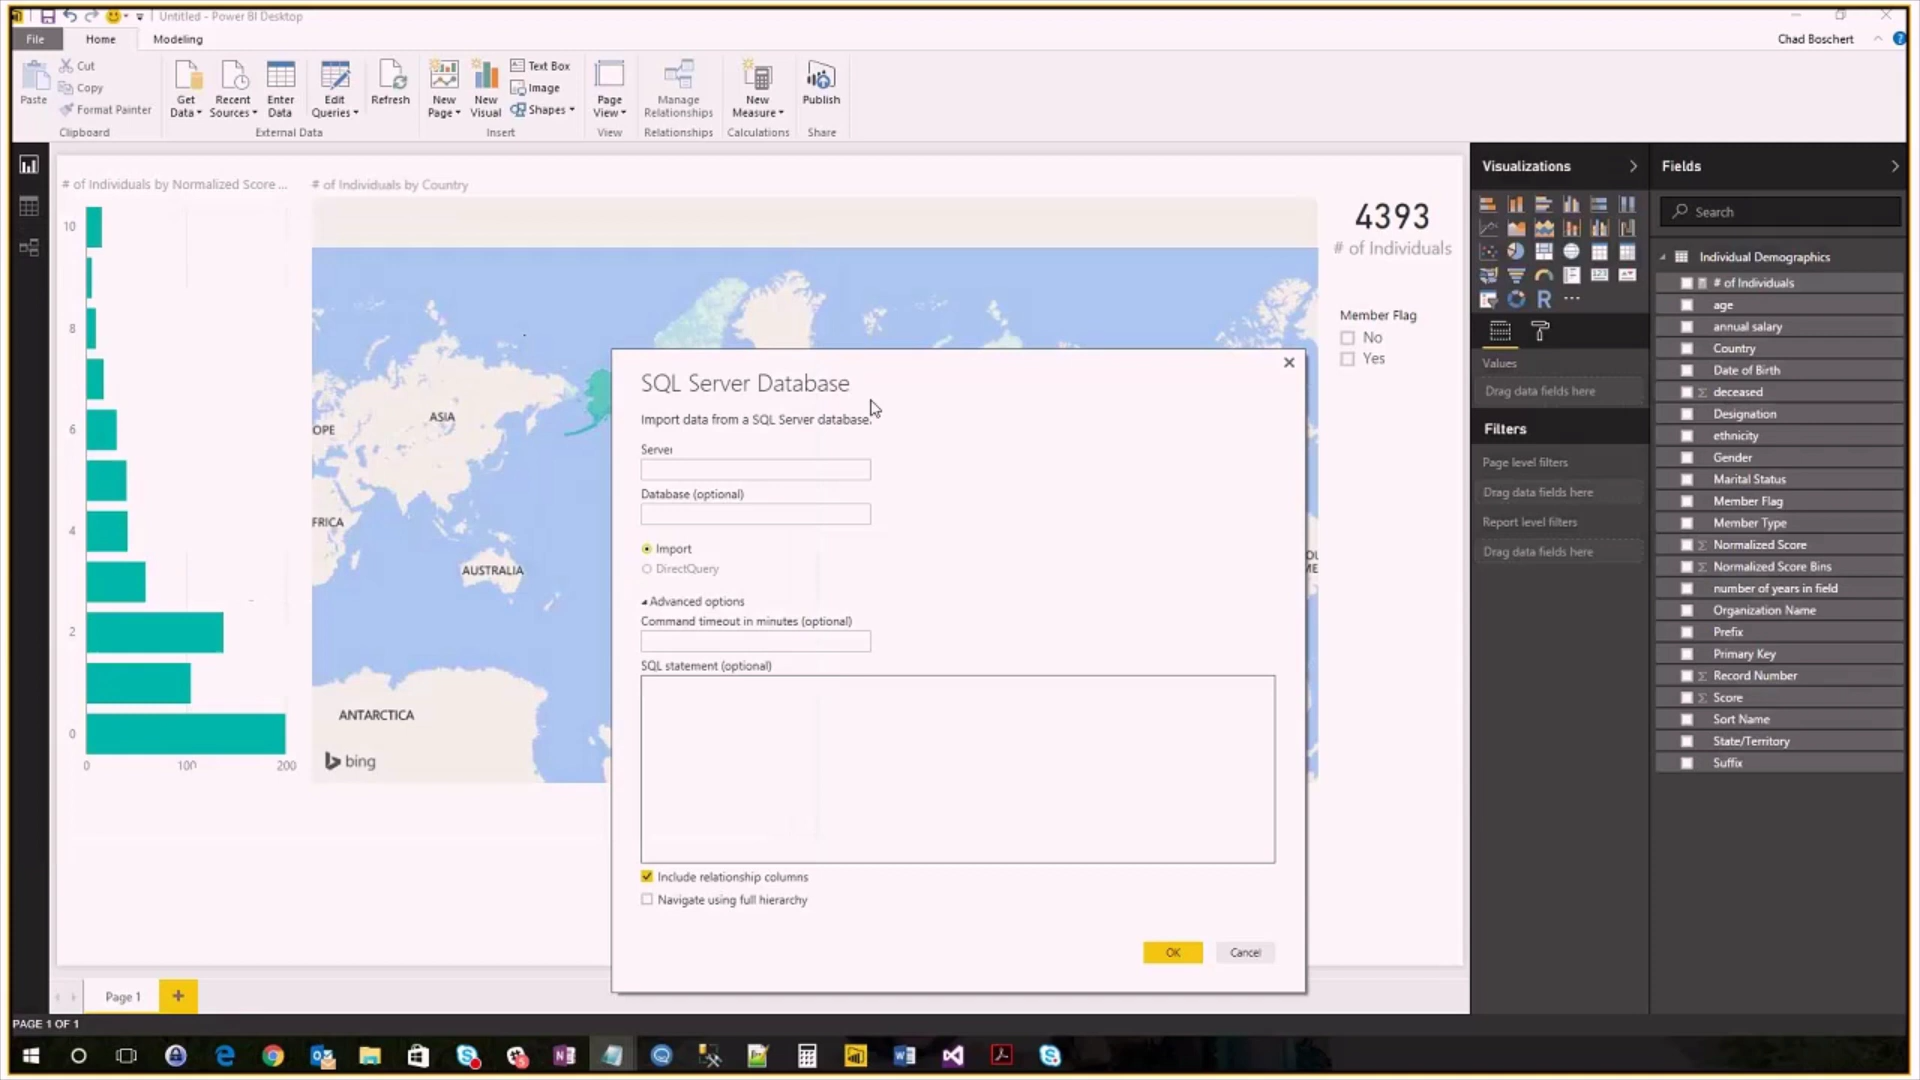 Untitled - Power BI Desktop
File
Home
Modeling
Chad Boschert
Paste
Cut
Copy
Format Painter
Clipboard
Get Data
Recent Sources
Enter Data
Edit Queries
Refresh
External Data
New Page
New Visual
Text Box
Image
Shapes
Insert
Page View
View
Manage Relationships
Relationships
New Measure
Calculations
Publish
Share
# of Individuals by Normalized Score ...
10
8
6
4
2
0
0
100
200
# of Individuals by Country
ASIA
OPE
FRICA
AUSTRALIA
ANTARCTICA
bing
4393
# of Individuals
Member Flag
No
Yes
SQL Server Database
Import data from a SQL Server database.
Server
Database (optional)
Import
DirectQuery
Advanced options
Command timeout in minutes (optional)
SQL statement (optional)
Include relationship columns
Navigate using full hierarchy
OK
Cancel
Visualizations
R
Values
Drag data fields here
Filters
Page level filters
Drag data fields here
Report level filters
Drag data fields here
Fields
Search
Individual Demographics
# of Individuals
age
annual salary
Country
Date of Birth
deceased
Designation
ethnicity
Gender
Marital Status
Member Flag
Member Type
Normalized Score
Normalized Score Bins
number of years in field
Organization Name
Prefix
Primary Key
Record Number
Score
Sort Name
State/Territory
Suffix
Page 1
PAGE 1 OF 1